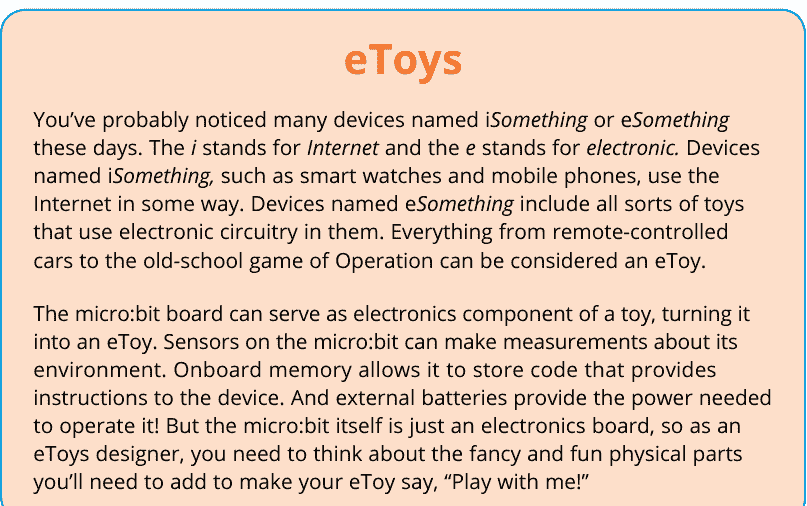 eToys
You’ve probably noticed many devices named iSomething or eSomething
these days. The i stands for Internet and the e stands for electronic. Devices
named iSomething, such as smart watches and mobile phones, use the
Internet in some way. Devices named eSomething include all sorts of toys
that use electronic circuitry in them. Everything from remote-controlled
cars to the old-school game of Operation can be considered an eToy.
The micro:bit board can serve as electronics component of a toy, turning it
into an eToy. Sensors on the micro:bit can make measurements about its
environment. Onboard memory allows it to store code that provides
instructions to the device. And external batteries provide the power needed
to operate it! But the micro:bit itself is just an electronics board, so as an
eToys designer, you need to think about the fancy and fun physical parts
you’ll need to add to make your eToy say, “Play with me!”